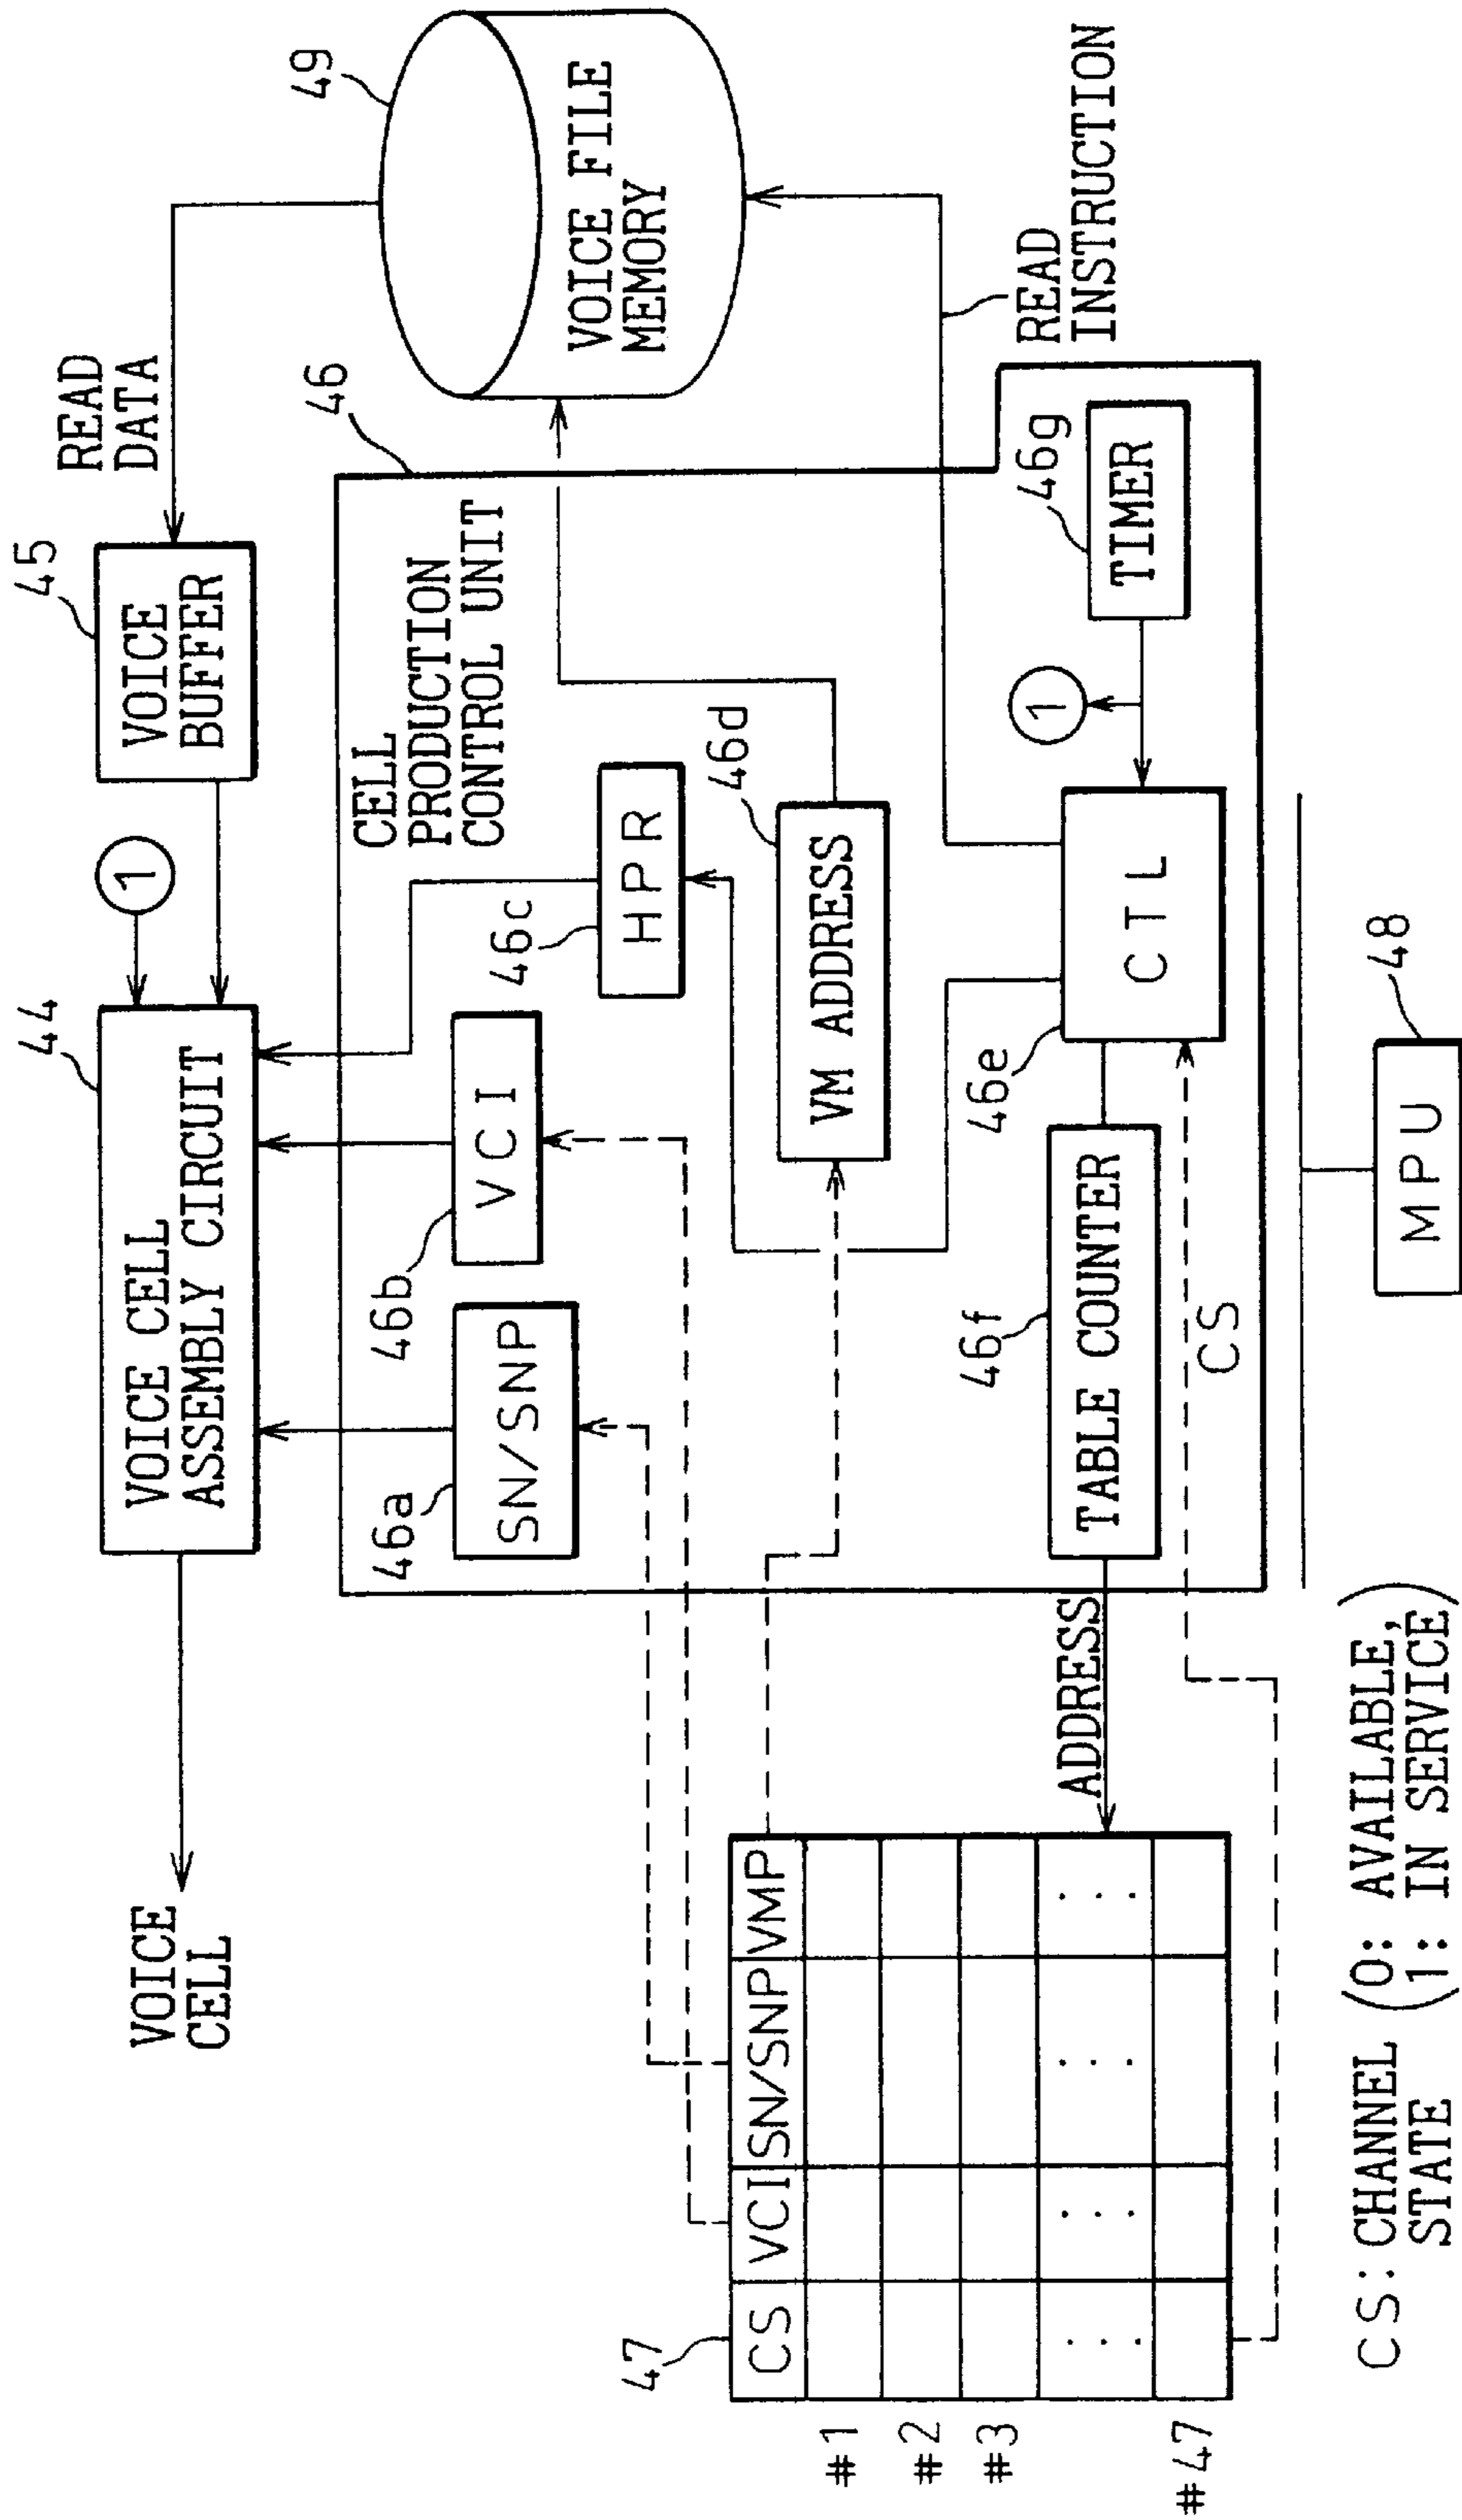 VOICE
CELL
44
VOICE CELL
ASSEMBLY CIRCUIT
1
45
VOICE
BUFFER
READ
DATA
49
VOICE FILE
MEMORY
46
CELL
PRODUCTION
CONTROL UNIT
46a
SN/SNP
46b
VCI
46c
HPR
46d
VM ADDRESS
47
CS
VCI
SN/SNP
VMP
#1
#2
#3
#47
ADDRESS
46f
TABLE COUNTER
CS
46e
CTL
1
46g
TIMER
READ
INSTRUCTION
48
MPU
CS: CHANNEL (0: AVAILABLE,
STATE 1: IN SERVICE)